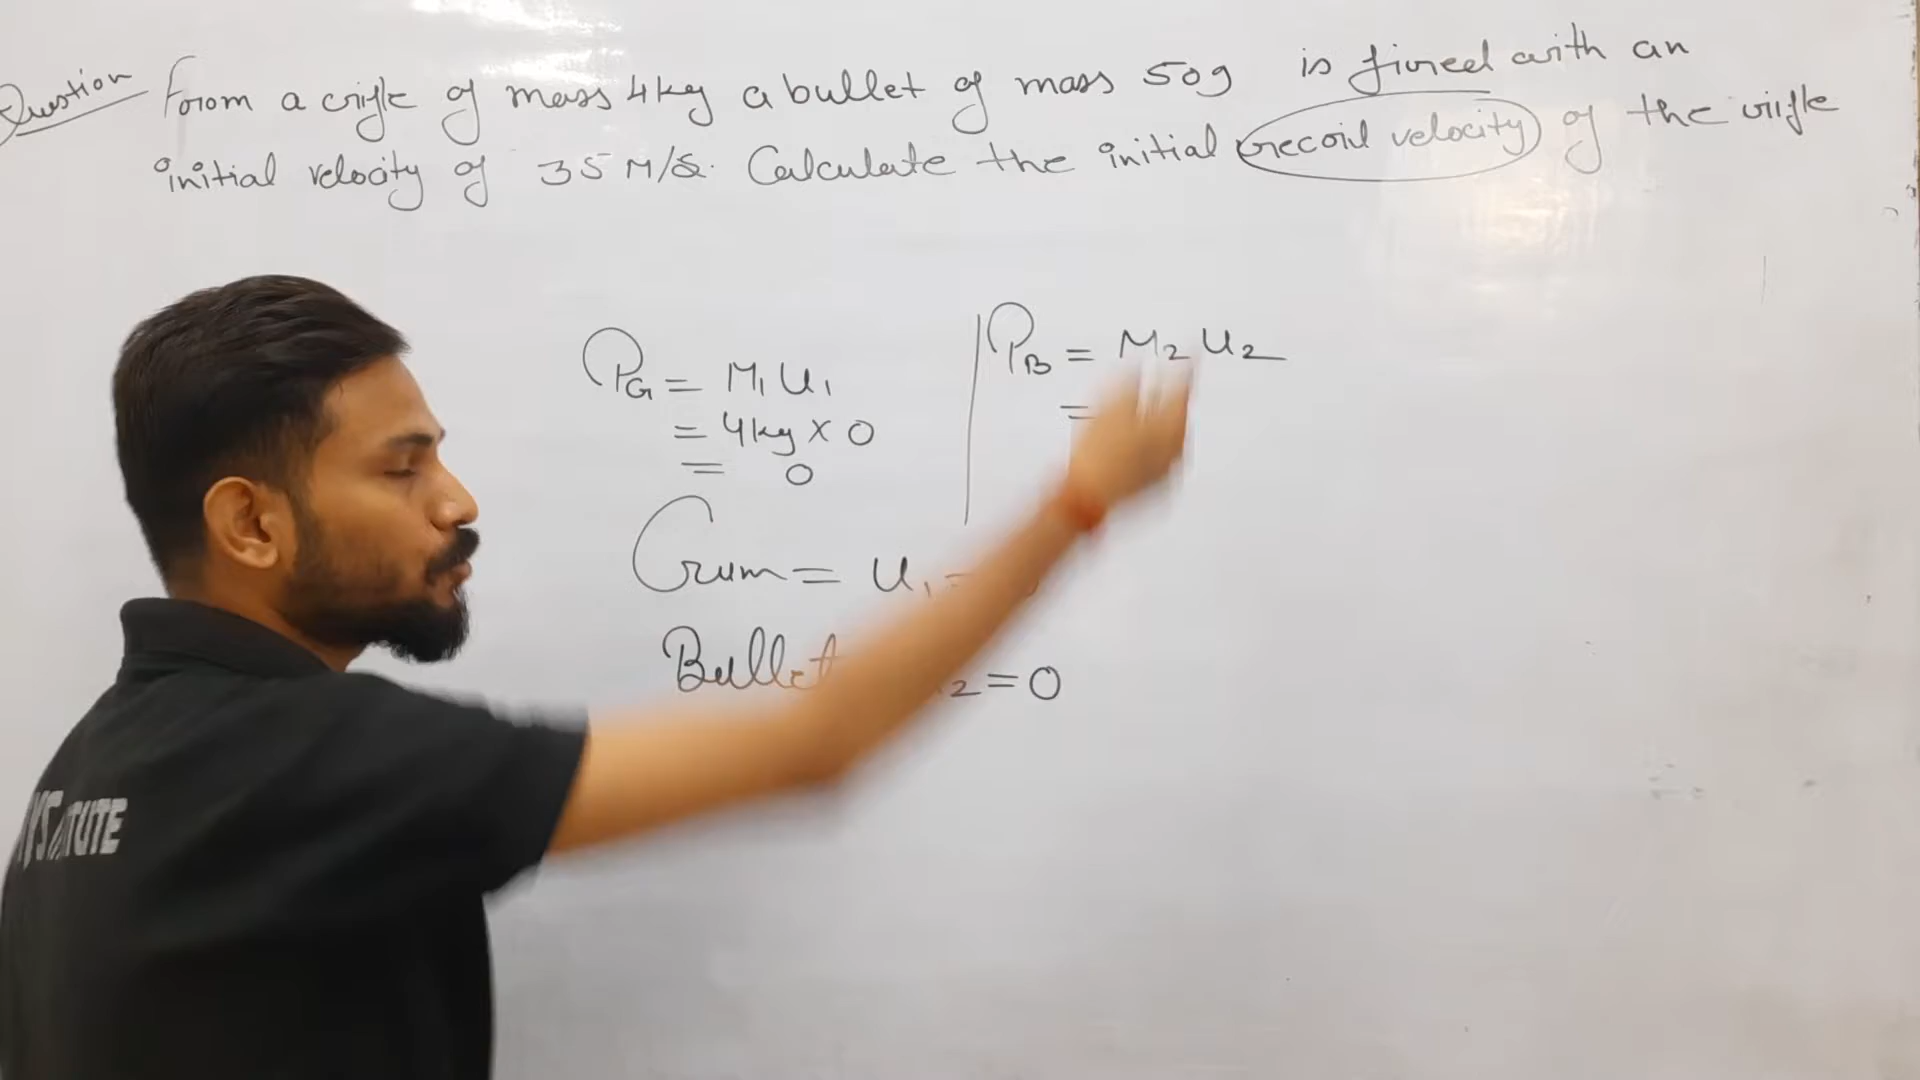 Question From a rifle of mass 4kg a bullet of mass 50g is fired with an
initial velocity of 35 M/S. Calculate the initial recoil velocity of the rifle
PG = M1 U1
= 4kg x 0
= 0
PB = M2 U2
=
Gun = U1 =
Bullet 2 = 0
TUTE